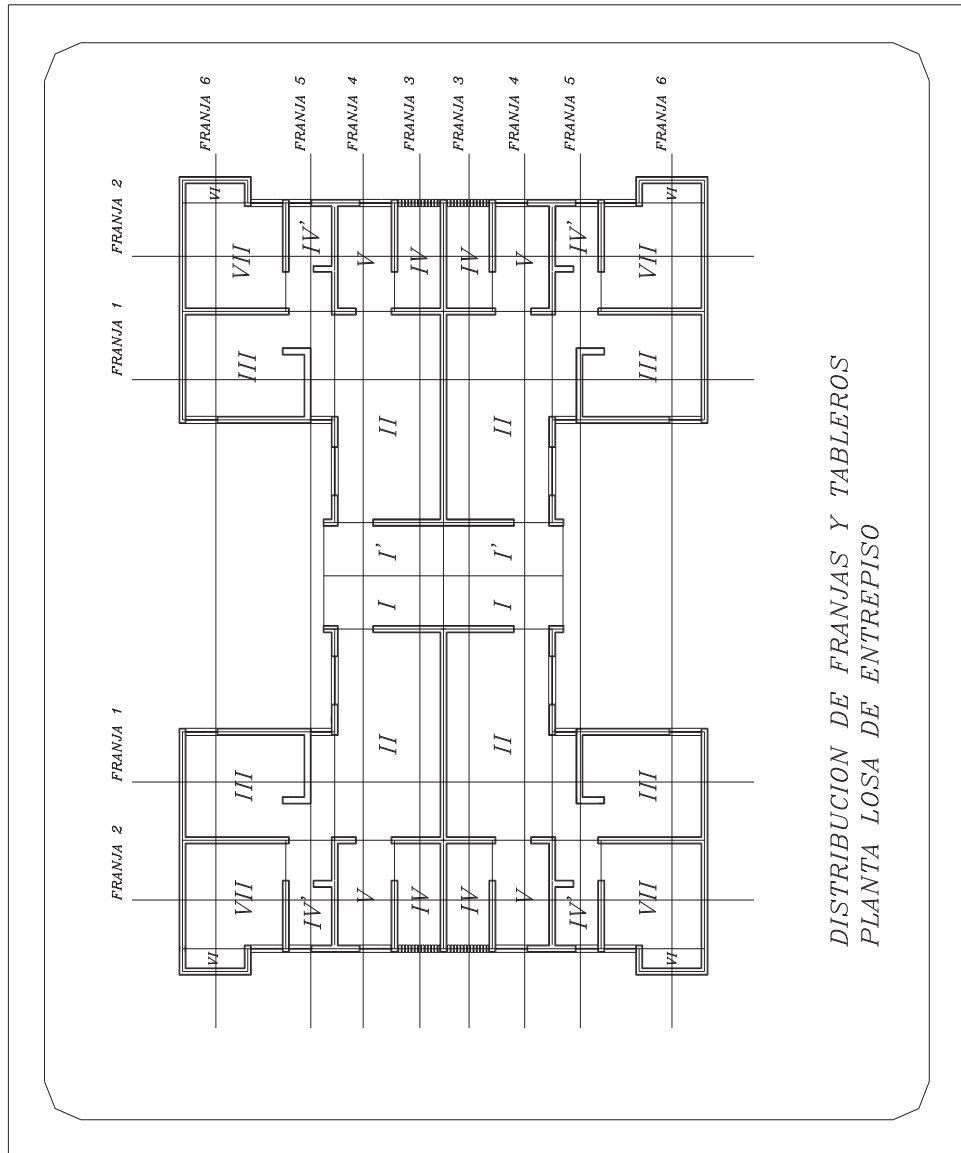 FRANJA 2 FRANJA 1 FRANJA 1 FRANJA 2
FRANJA 6
VI VI
VII III III VII
FRANJA 5
IV' IV'
FRANJA 4
V V
II I I' II
FRANJA 3
IV IV
FRANJA 3
IV IV
II I I' II
FRANJA 4
V V
FRANJA 5
IV' IV'
VII III III VII
FRANJA 6
VI VI
DISTRIBUCION DE FRANJAS Y TABLEROS
PLANTA LOSA DE ENTREPISO